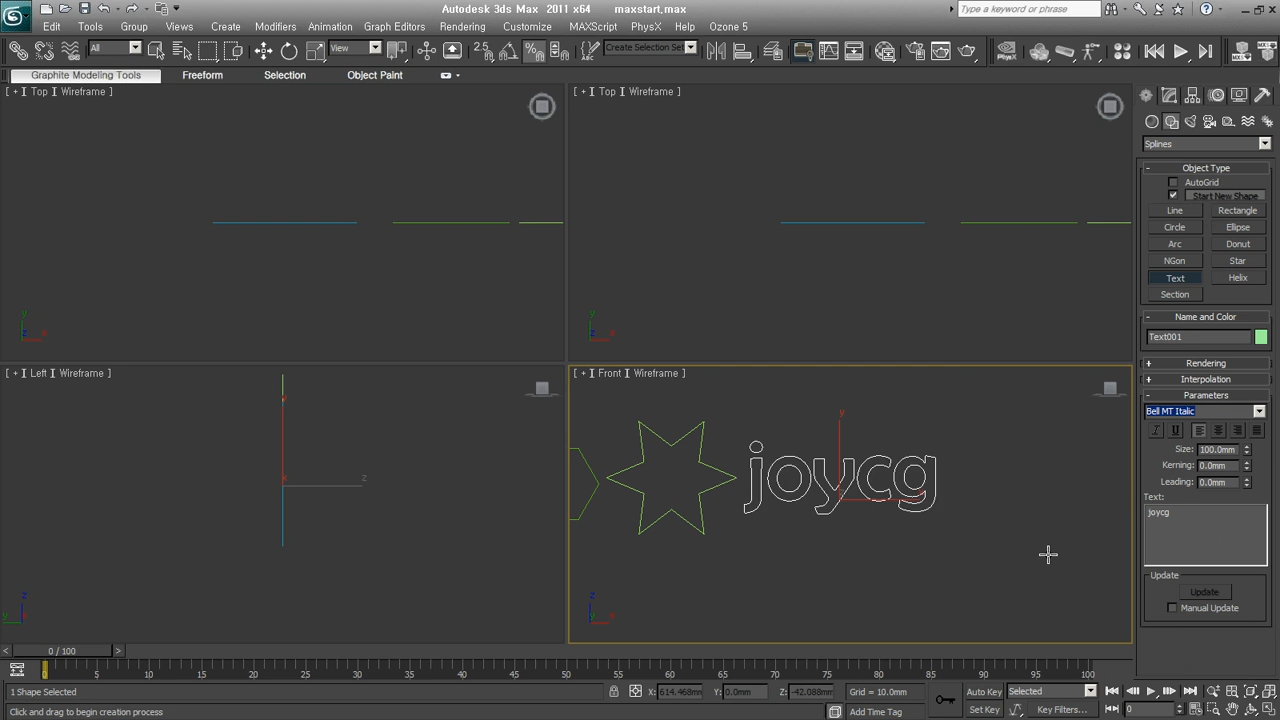 Autodesk 3ds Max 2011 x64 maxstart.max
Type a keyword or phrase
Edit Tools Group Views Create Modifiers Animation Graph Editors Rendering Customize MAXScript PhysX Help Ozone 5
All View 2.5 Create Selection Set PhysX
Graphite Modeling Tools Freeform Selection Object Paint
[ + ] Top ] Wireframe ]
[ + ] Top ] Wireframe ]
Splines
Object Type
AutoGrid
Start New Shape
Line Rectangle
Circle Ellipse
Arc Donut
NGon Star
Text Helix
Section
y
z x
y
z x
Name and Color
Text001
Rendering
Interpolation
Parameters
[ + ] Left ] Wireframe ]
[ + ] Front ] Wireframe ]
Bell MT Italic
Size: 100.0mm
Kerning: 0.0mm
Leading: 0.0mm
Text:
joycg
y
x
z
y
joycg
z
y
z
x
Update
Update
Manual Update
0 / 100
0 5 10 15 20 25 30 35 40 45 50 55 60 65 70 75 80 85 90 95 100
1 Shape Selected X: 614.468mm Y: 0.0mm Z: -42.088mm Grid = 10.0mm Auto Key Selected
Click and drag to begin creation process Add Time Tag Set Key Key Filters... 0